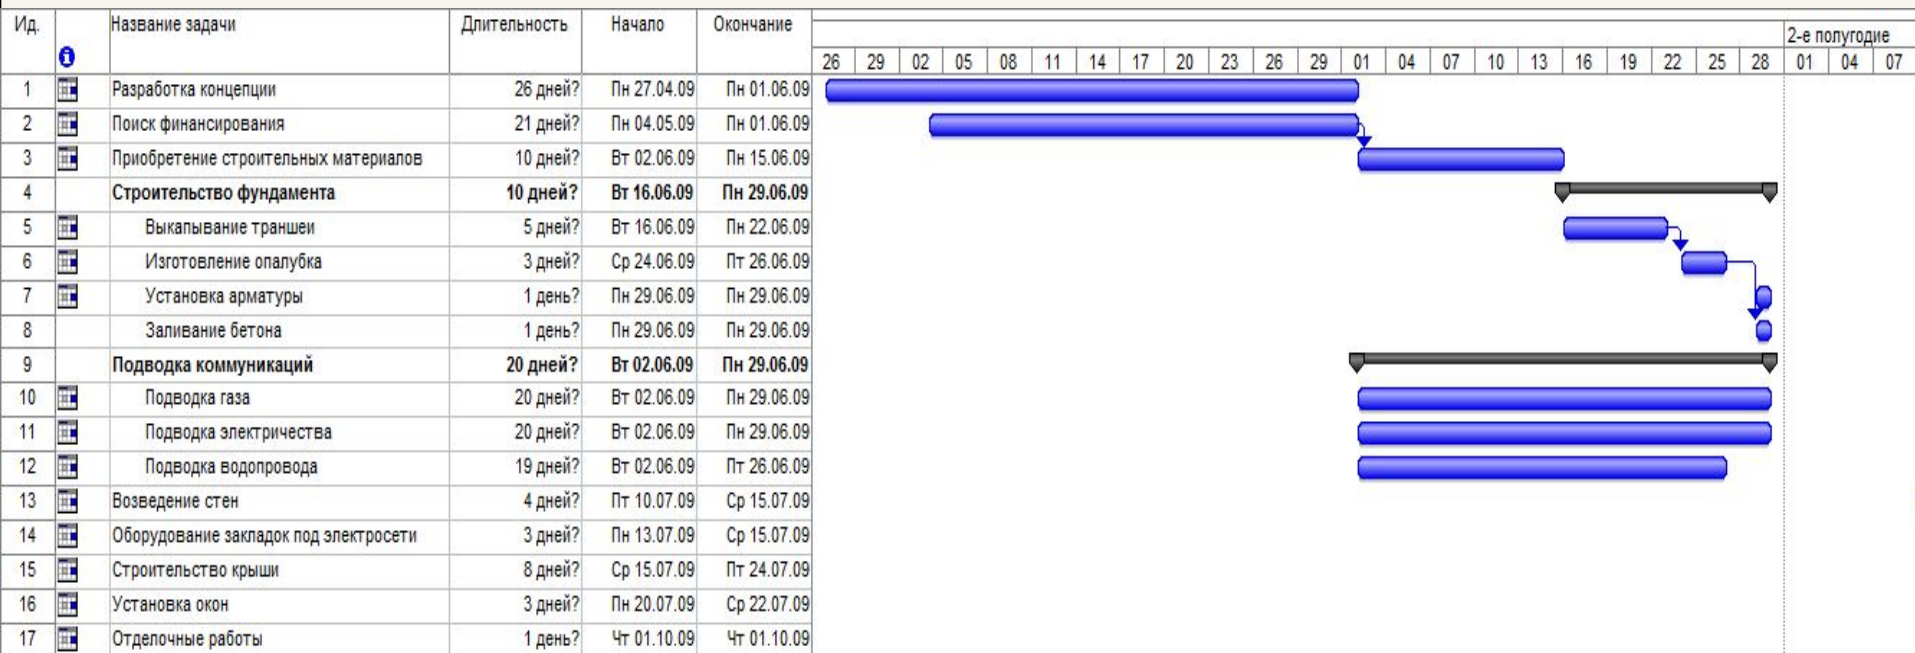 Ид. Название задачи Длительность Начало Окончание
2-е полугодие
26 29 02 05 08 11 14 17 20 23 26 29 01 04 07 10 13 16 19 22 25 28 01 04 07
1 Разработка концепции 26 дней? Пн 27.04.09 Пн 01.06.09
2 Поиск финансирования 21 дней? Пн 04.05.09 Пн 01.06.09
3 Приобретение строительных материалов 10 дней? Вт 02.06.09 Пн 15.06.09
4 Строительство фундамента 10 дней? Вт 16.06.09 Пн 29.06.09
5 Выкапывание траншеи 5 дней? Вт 16.06.09 Пн 22.06.09
6 Изготовление опалубка 3 дней? Ср 24.06.09 Пт 26.06.09
7 Установка арматуры 1 день? Пн 29.06.09 Пн 29.06.09
8 Заливание бетона 1 день? Пн 29.06.09 Пн 29.06.09
9 Подводка коммуникаций 20 дней? Вт 02.06.09 Пн 29.06.09
10 Подводка газа 20 дней? Вт 02.06.09 Пн 29.06.09
11 Подводка электричества 20 дней? Вт 02.06.09 Пн 29.06.09
12 Подводка водопровода 19 дней? Вт 02.06.09 Пт 26.06.09
13 Возведение стен 4 дней? Пт 10.07.09 Ср 15.07.09
14 Оборудование закладок под электросети 3 дней? Пн 13.07.09 Ср 15.07.09
15 Строительство крыши 8 дней? Ср 15.07.09 Пт 24.07.09
16 Установка окон 3 дней? Пн 20.07.09 Ср 22.07.09
17 Отделочные работы 1 день? Чт 01.10.09 Чт 01.10.09